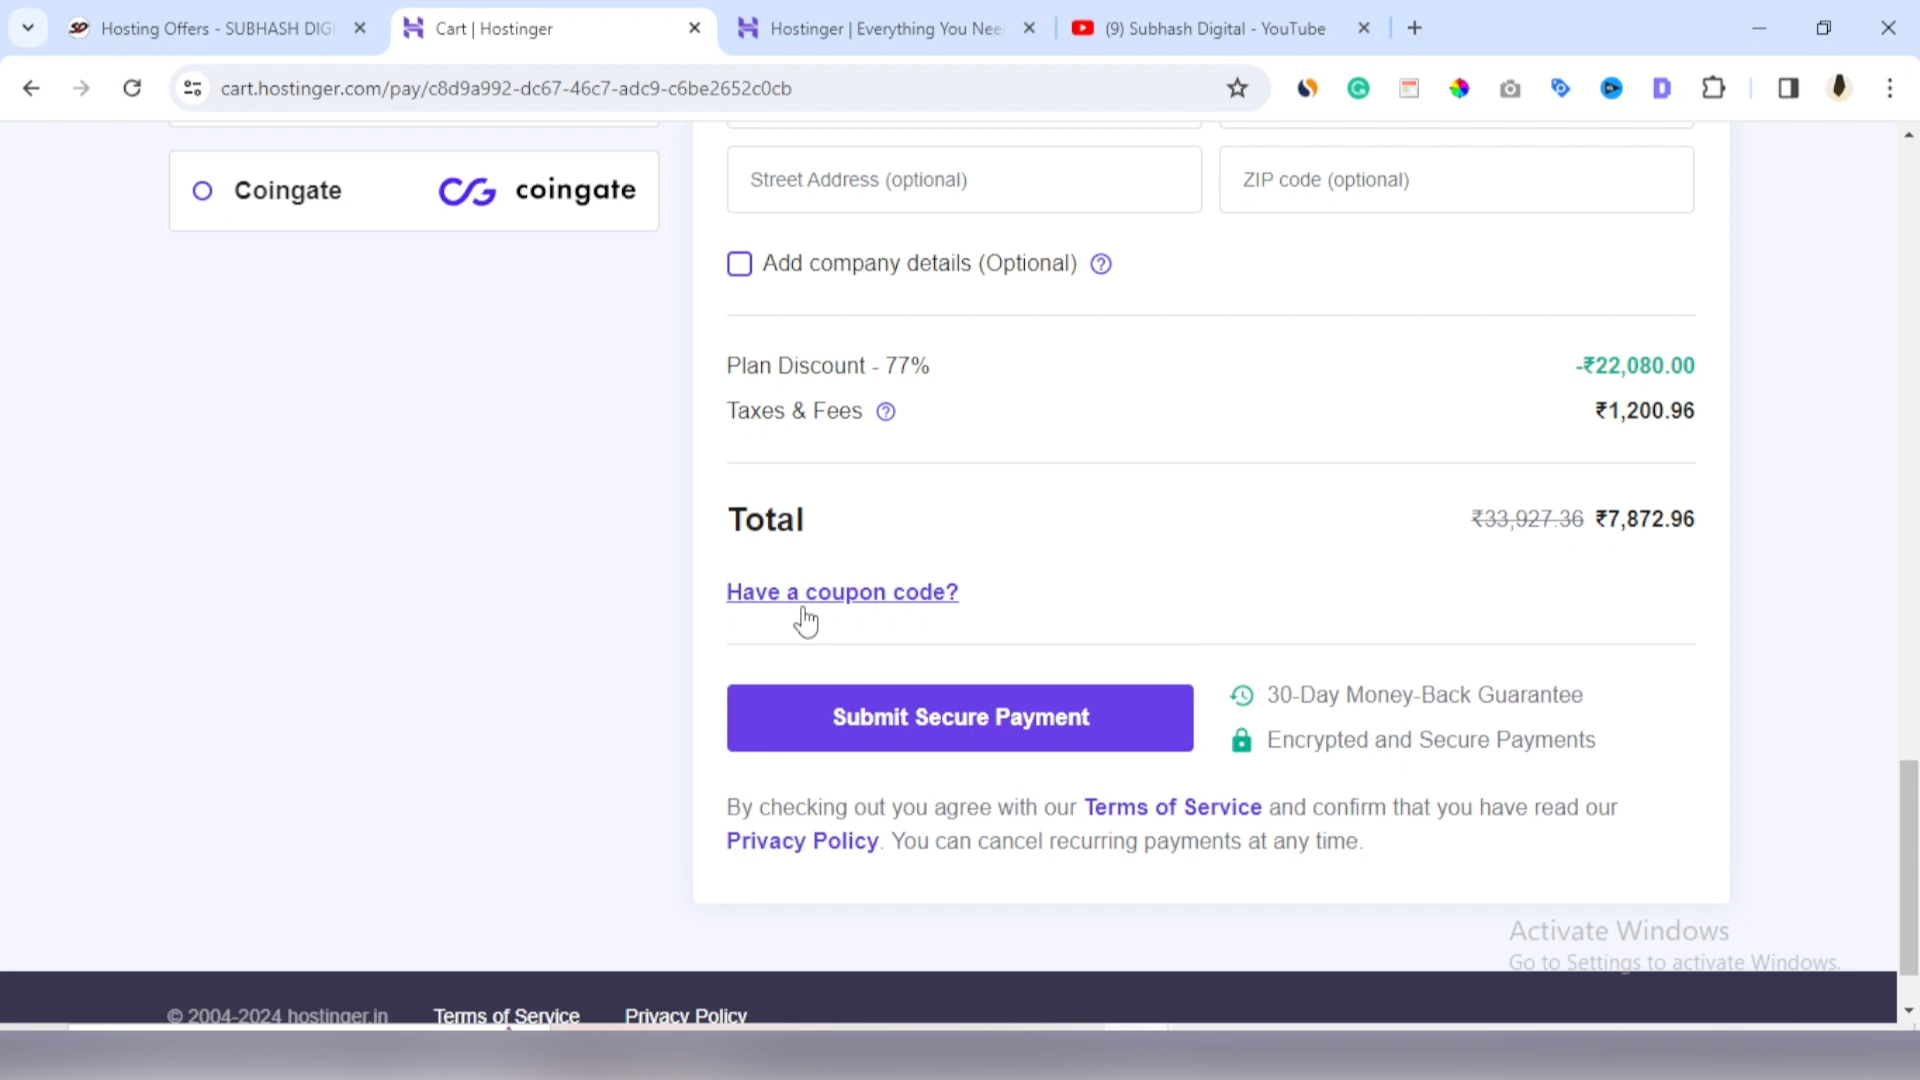 Hosting Offers - SUBHASH DIGI
Cart | Hostinger
Hostinger | Everything You Nee
(9) Subhash Digital - YouTube
cart.hostinger.com/pay/c8d9a992-dc67-46c7-adc9-c6be2652c0cb
Coingate coingate
Street Address (optional)
ZIP code (optional)
Add company details (Optional)
Plan Discount - 77% -₹22,080.00
Taxes & Fees ₹1,200.96
Total ₹33,927.36 ₹7,872.96
Have a coupon code?
Submit Secure Payment
30-Day Money-Back Guarantee
Encrypted and Secure Payments
By checking out you agree with our Terms of Service and confirm that you have read our
Privacy Policy. You can cancel recurring payments at any time.
Activate Windows
Go to Settings to activate Windows.
© 2004-2024 hostinger.in Terms of Service Privacy Policy